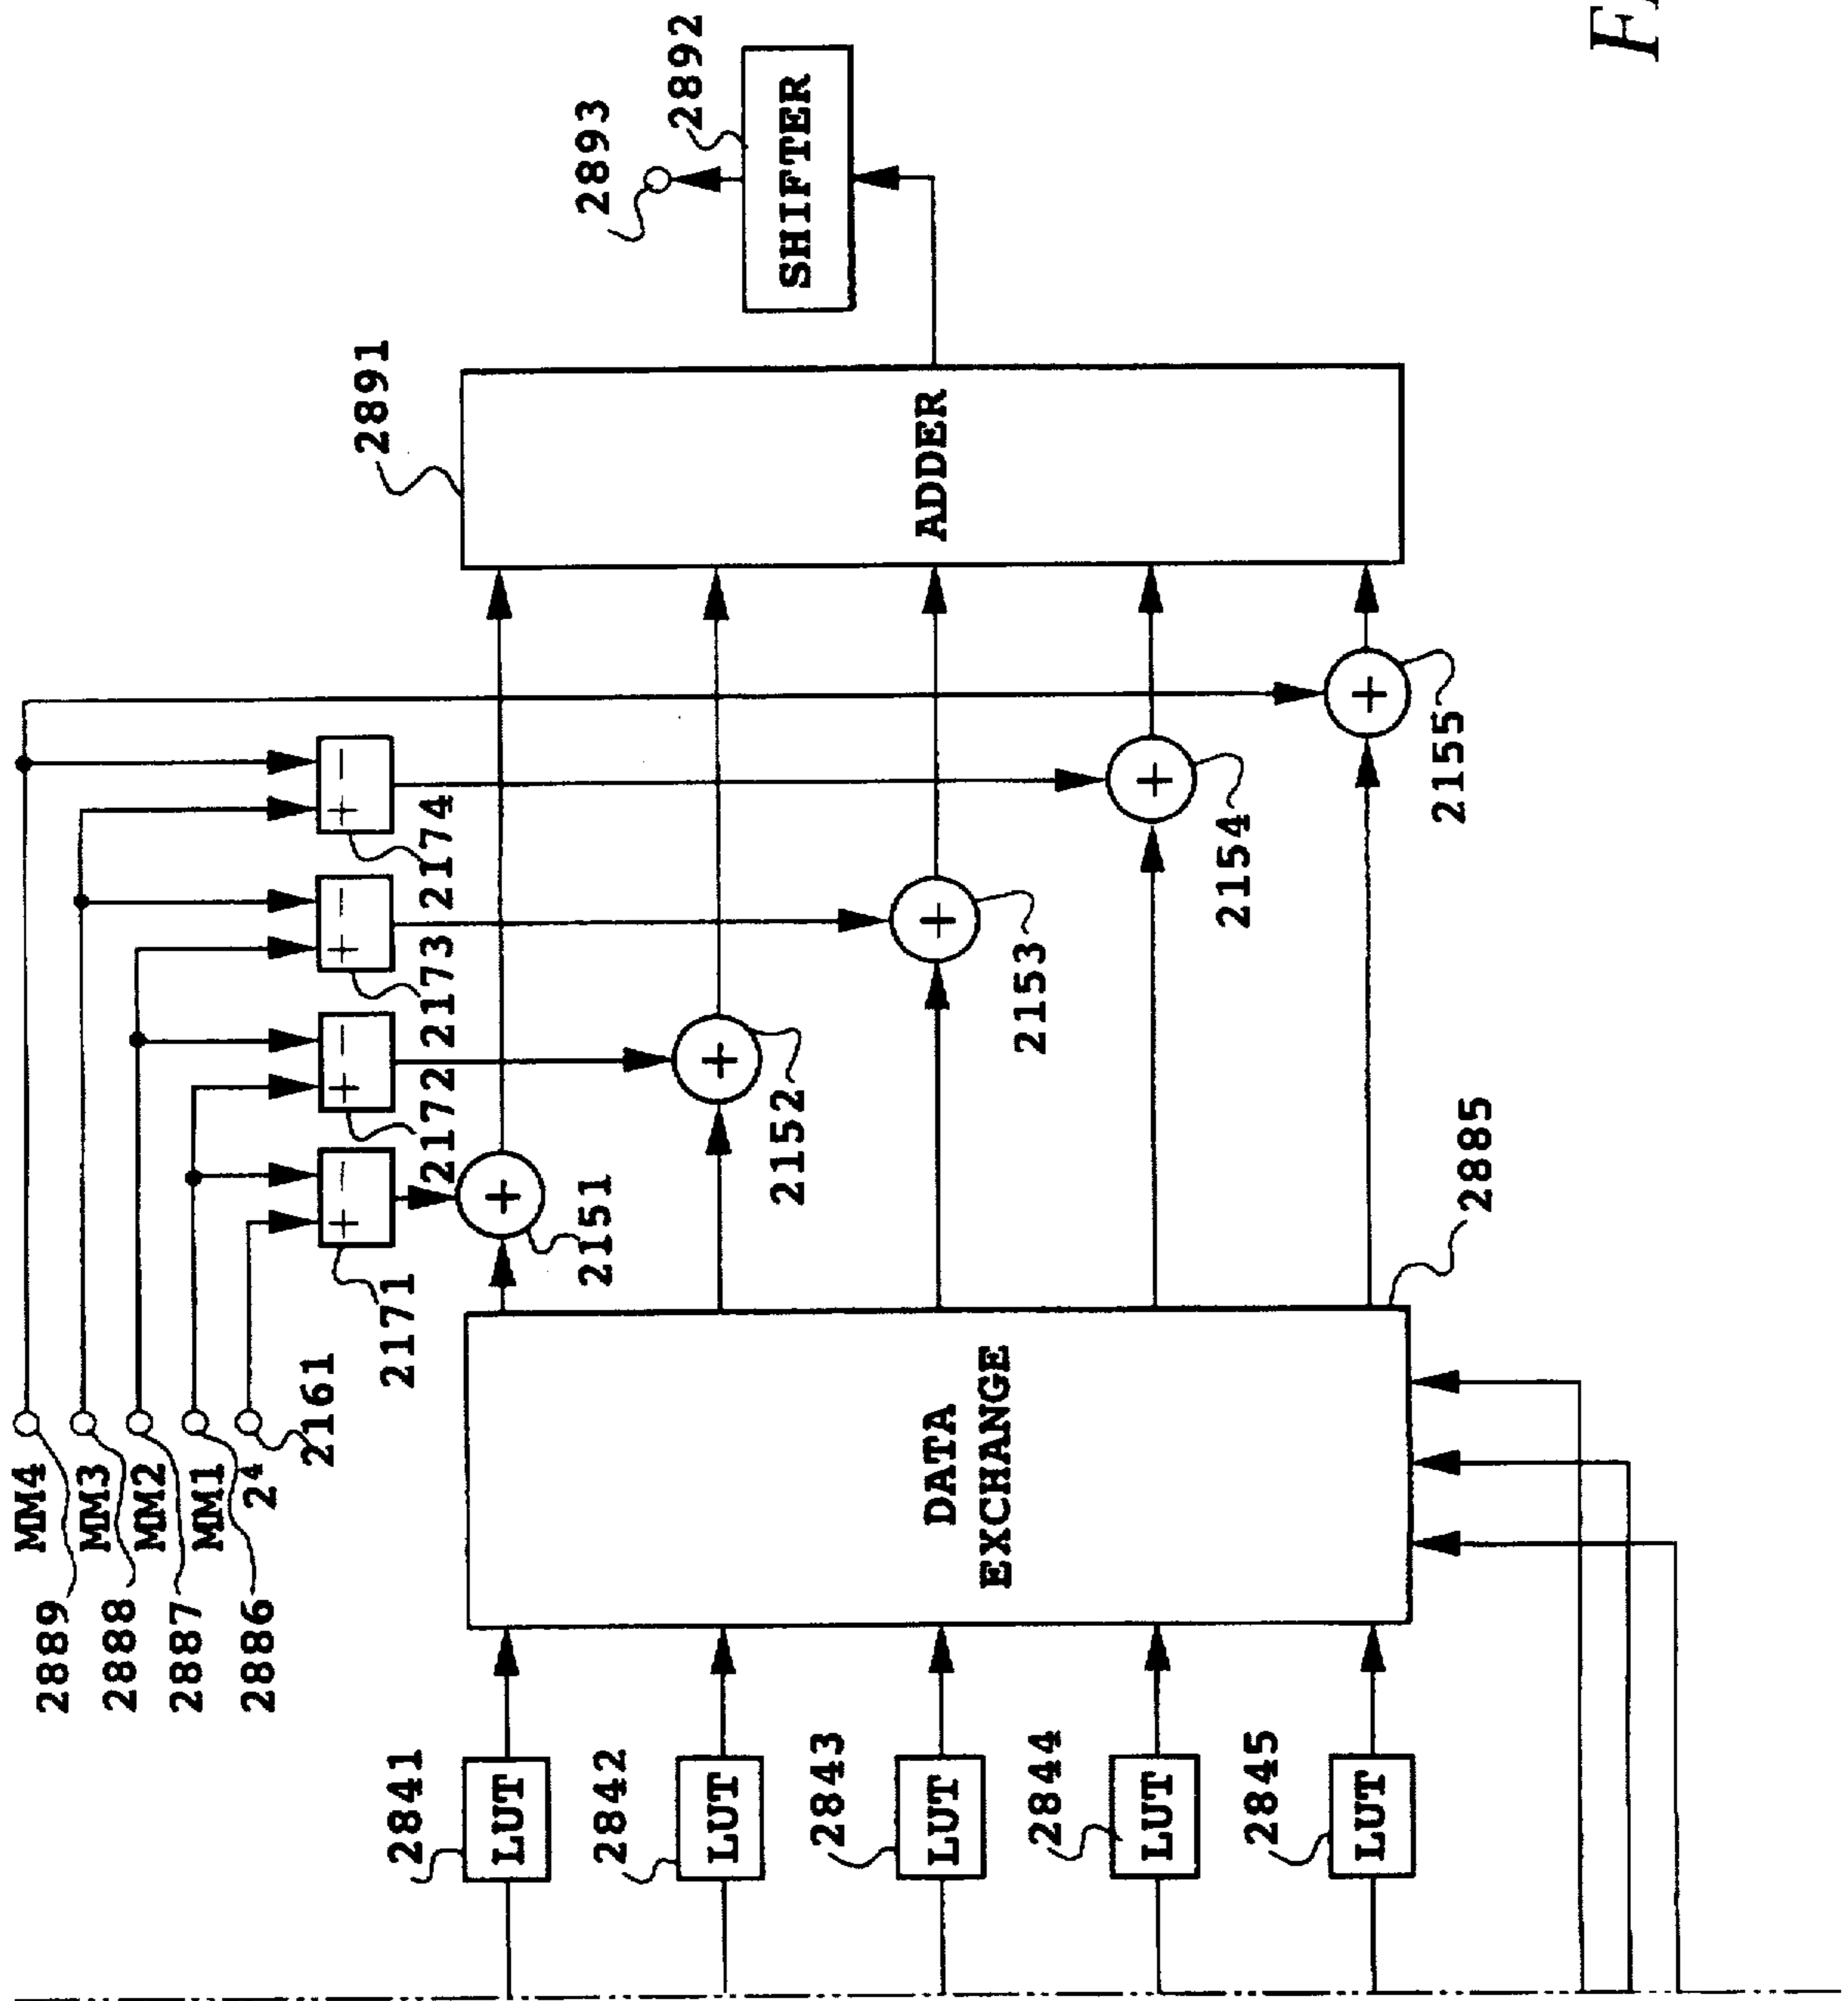 MM4
MM3
MM2
MM1
2⁴
2889
2888
2887
2886
2161
2171
2172
2173
2174
2841
LUT
2842
LUT
2843
LUT
2844
LUT
2845
LUT
DATA
EXCHANGE
2885
2151
2152
2153
2154
2155
+ −
+ −
+ −
+ −
+
+
+
+
+
2891
ADDER
2893
2892
SHIFTER